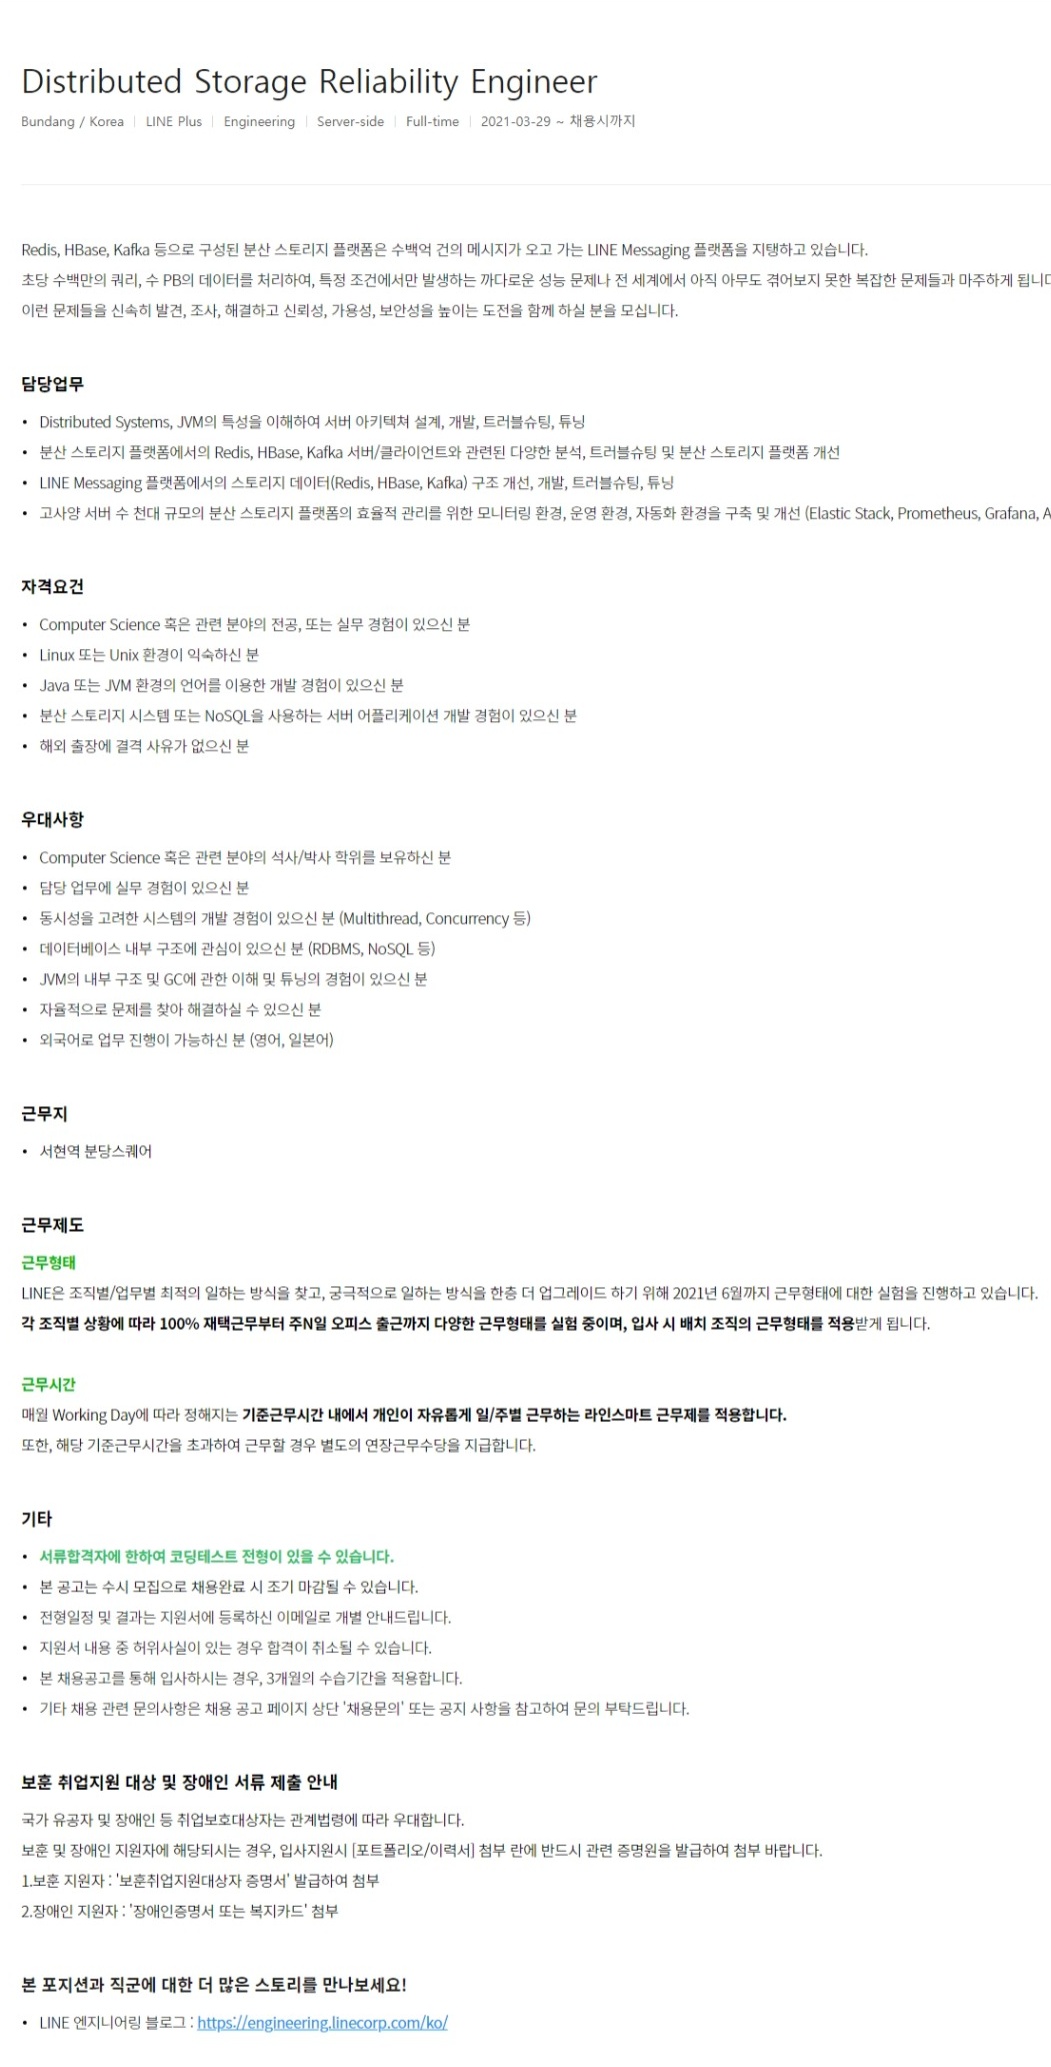 Distributed Storage Reliability Engineer
Bundang / Korea | LINE Plus | Engineering | Server-side | Full-time | 2021-03-29 ~ 채용시까지
Redis, HBase, Kafka 등으로 구성된 분산 스토리지 플랫폼은 수백억 건의 메시지가 오고 가는 LINE Messaging 플랫폼을 지탱하고 있습니다.
초당 수백만의 쿼리, 수 PB의 데이터를 처리하여, 특정 조건에서만 발생하는 까다로운 성능 문제나 전 세계에서 아직 아무도 겪어보지 못한 복잡한 문제들과 마주하게 됩니
이런 문제들을 신속히 발견, 조사, 해결하고 신뢰성, 가용성, 보안성을 높이는 도전을 함께 하실 분을 모십니다.
담당업무
• Distributed Systems, JVM의 특성을 이해하여 서버 아키텍쳐 설계, 개발, 트러블슈팅, 튜닝
• 분산 스토리지 플랫폼에서의 Redis, HBase, Kafka 서버/클라이언트와 관련된 다양한 분석, 트러블슈팅 및 분산 스토리지 플랫폼 개선
• LINE Messaging 플랫폼에서의 스토리지 데이터(Redis, HBase, Kafka) 구조 개선, 개발, 트러블슈팅, 튜닝
• 고사양 서버 수 천대 규모의 분산 스토리지 플랫폼의 효율적 관리를 위한 모니터링 환경, 운영 환경, 자동화 환경을 구축 및 개선 (Elastic Stack, Prometheus, Grafana, A
자격요건
• Computer Science 혹은 관련 분야의 전공, 또는 실무 경험이 있으신 분
• Linux 또는 Unix 환경이 익숙하신 분
• Java 또는 JVM 환경의 언어를 이용한 개발 경험이 있으신 분
• 분산 스토리지 시스템 또는 NoSQL을 사용하는 서버 어플리케이션 개발 경험이 있으신 분
• 해외 출장에 결격 사유가 없으신 분
우대사항
• Computer Science 혹은 관련 분야의 석사/박사 학위를 보유하신 분
• 담당 업무에 실무 경험이 있으신 분
• 동시성을 고려한 시스템의 개발 경험이 있으신 분 (Multithread, Concurrency 등)
• 데이터베이스 내부 구조에 관심이 있으신 분 (RDBMS, NoSQL 등)
• JVM의 내부 구조 및 GC에 관한 이해 및 튜닝의 경험이 있으신 분
• 자율적으로 문제를 찾아 해결하실 수 있으신 분
• 외국어로 업무 진행이 가능하신 분 (영어, 일본어)
근무지
• 서현역 분당스퀘어
근무제도
근무형태
LINE은 조직별/업무별 최적의 일하는 방식을 찾고, 궁극적으로 일하는 방식을 한층 더 업그레이드 하기 위해 2021년 6월까지 근무형태에 대한 실험을 진행하고 있습니다.
각 조직별 상황에 따라 100% 재택근무부터 주N일 오피스 출근까지 다양한 근무형태를 실험 중이며, 입사 시 배치 조직의 근무형태를 적용받게 됩니다.
근무시간
매월 Working Day에 따라 정해지는 기준근무시간 내에서 개인이 자유롭게 일/주별 근무하는 라인스마트 근무제를 적용합니다.
또한, 해당 기준근무시간을 초과하여 근무할 경우 별도의 연장근무수당을 지급합니다.
기타
• 서류합격자에 한하여 코딩테스트 전형이 있을 수 있습니다.
• 본 공고는 수시 모집으로 채용완료 시 조기 마감될 수 있습니다.
• 전형일정 및 결과는 지원서에 등록하신 이메일로 개별 안내드립니다.
• 지원서 내용 중 허위사실이 있는 경우 합격이 취소될 수 있습니다.
• 본 채용공고를 통해 입사하시는 경우, 3개월의 수습기간을 적용합니다.
• 기타 채용 관련 문의사항은 채용 공고 페이지 상단 '채용문의' 또는 공지 사항을 참고하여 문의 부탁드립니다.
보훈 취업지원 대상 및 장애인 서류 제출 안내
국가 유공자 및 장애인 등 취업보호대상자는 관계법령에 따라 우대합니다.
보훈 및 장애인 지원자에 해당되시는 경우, 입사지원시 [포트폴리오/이력서] 첨부 란에 반드시 관련 증명원을 발급하여 첨부 바랍니다.
1.보훈 지원자 : '보훈취업지원대상자 증명서' 발급하여 첨부
2.장애인 지원자 : '장애인증명서 또는 복지카드' 첨부
본 포지션과 직군에 대한 더 많은 스토리를 만나보세요!
• LINE 엔지니어링 블로그 : https://engineering.linecorp.com/ko/